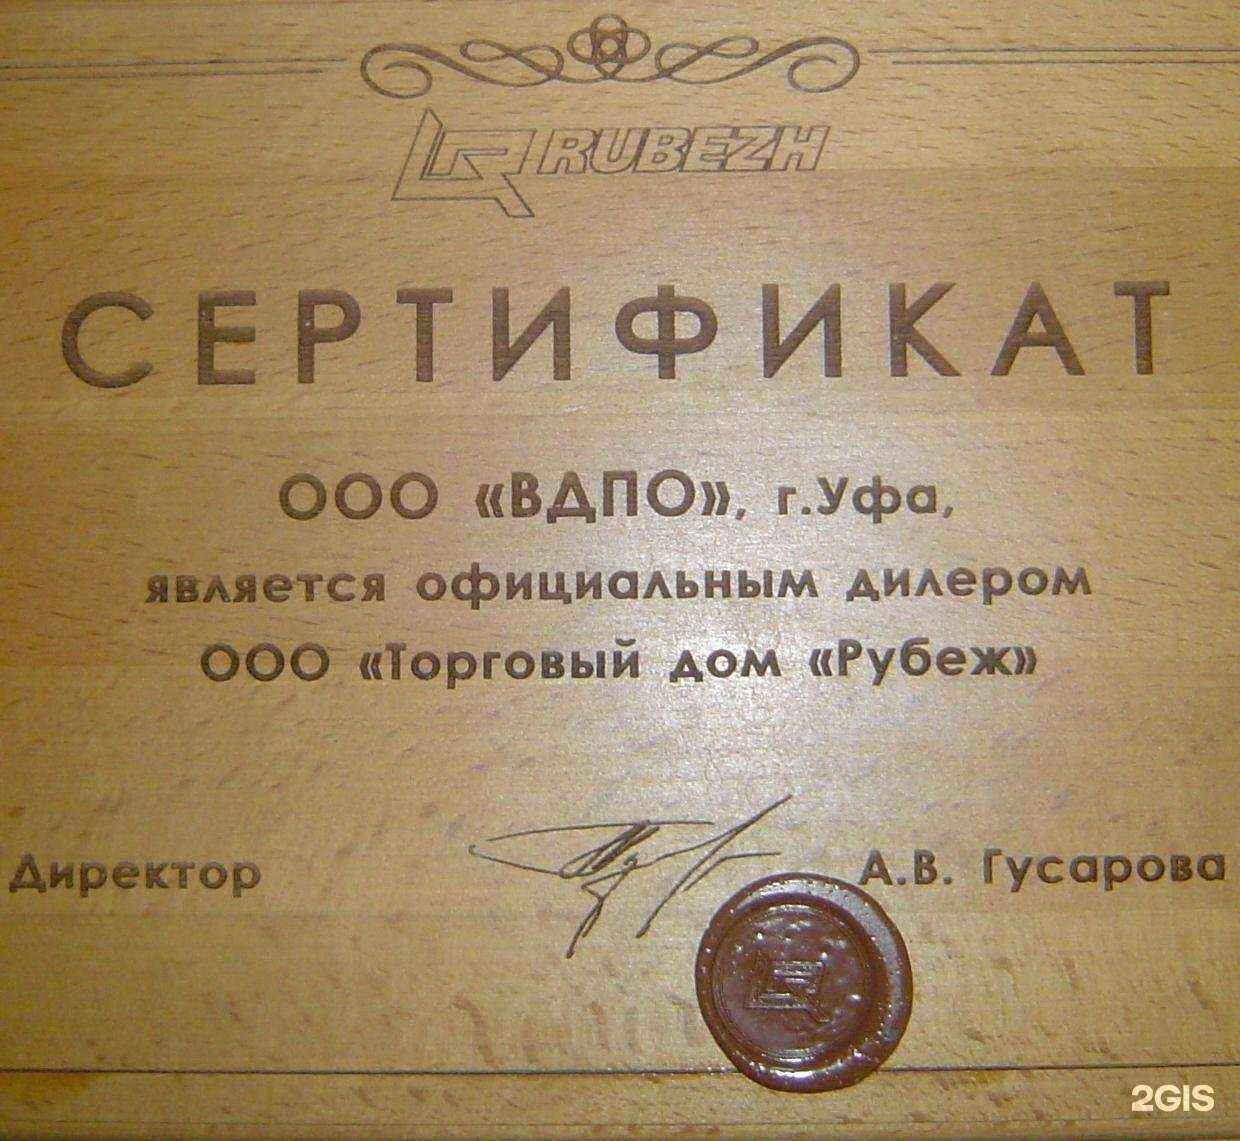 RUBEZH
СЕРТИФИКАТ
ООО «ВДПО», г.Уфа,
является официальным дилером
ООО «Торговый дом «Рубеж»
Директор А.В. Гусарова
2GIS